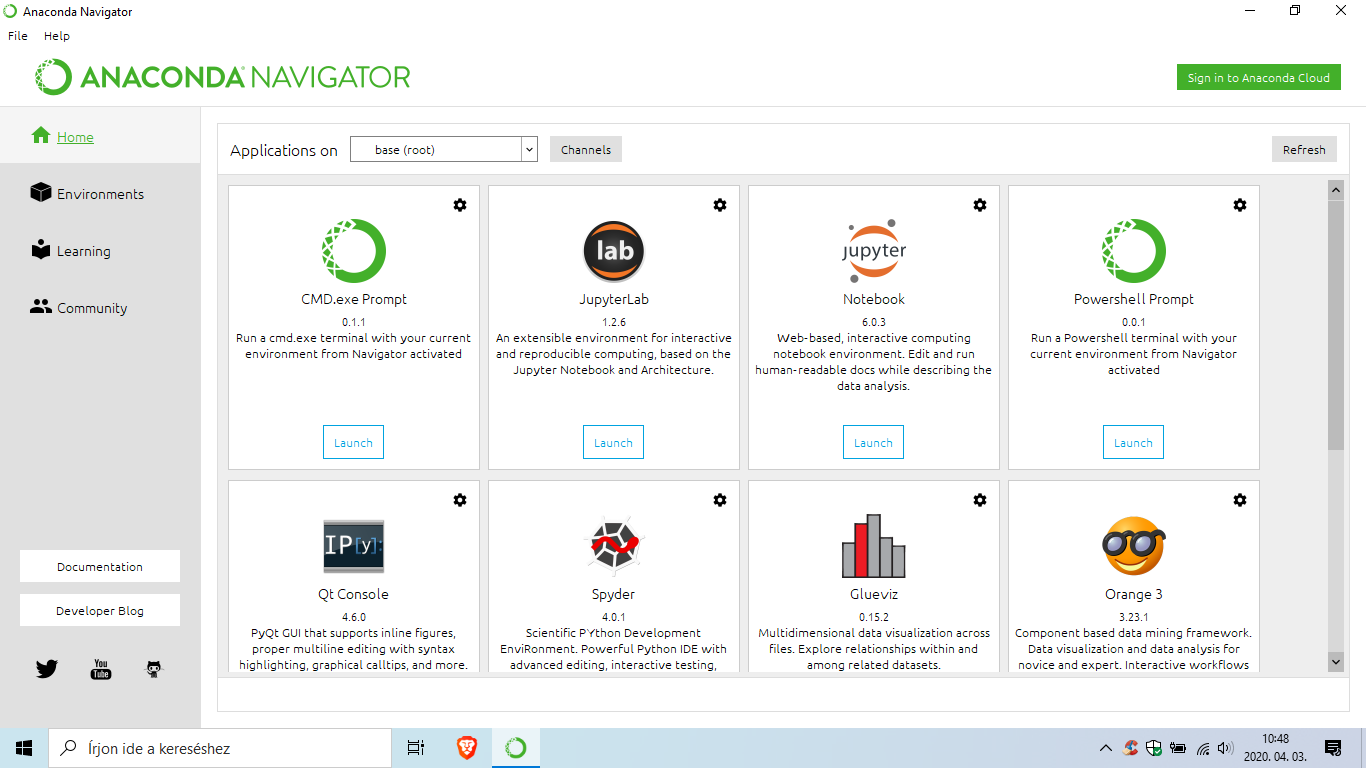 Anaconda Navigator
File Help
ANACONDA NAVIGATOR
Sign in to Anaconda Cloud
Home
Environments
Learning
Community
Documentation
Developer Blog
You
Tube
Applications on base (root) Channels Refresh
CMD.exe Prompt
0.1.1
Run a cmd.exe terminal with your current
environment from Navigator activated
Launch
lab
JupyterLab
1.2.6
An extensible environment for interactive
and reproducible computing, based on the
Jupyter Notebook and Architecture.
Launch
jupyter
Notebook
6.0.3
Web-based, interactive computing
notebook environment. Edit and run
human-readable docs while describing the
data analysis.
Launch
Powershell Prompt
0.0.1
Run a Powershell terminal with your
current environment from Navigator
activated
Launch
IP[y]:
Qt Console
4.6.0
PyQt GUI that supports inline figures,
proper multiline editing with syntax
highlighting, graphical calltips, and more.
Spyder
4.0.1
Scientific PYthon Development
EnviRonment. Powerful Python IDE with
advanced editing, interactive testing,
Glueviz
0.15.2
Multidimensional data visualization across
files. Explore relationships within and
among related datasets.
Orange 3
3.23.1
Component based data mining framework.
Data visualization and data analysis for
novice and expert. Interactive workflows
Írjon ide a kereséshez
10:48
2020. 04. 03.